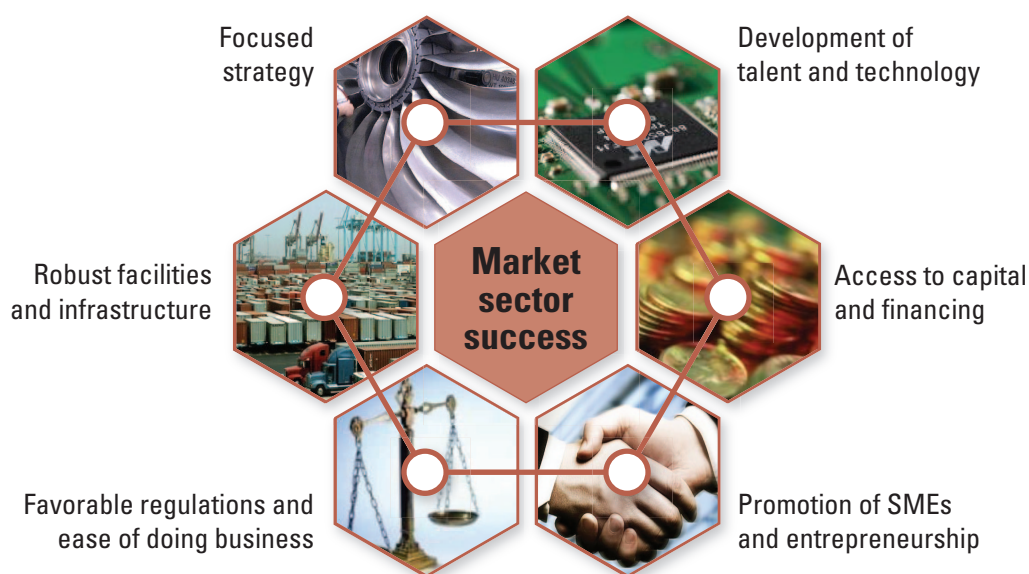 Focused
strategy
Development of
talent and technology
Robust facilities
and infrastructure
Market
sector
success
Access to capital
and financing
Favorable regulations and
ease of doing business
Promotion of SMEs
and entrepreneurship